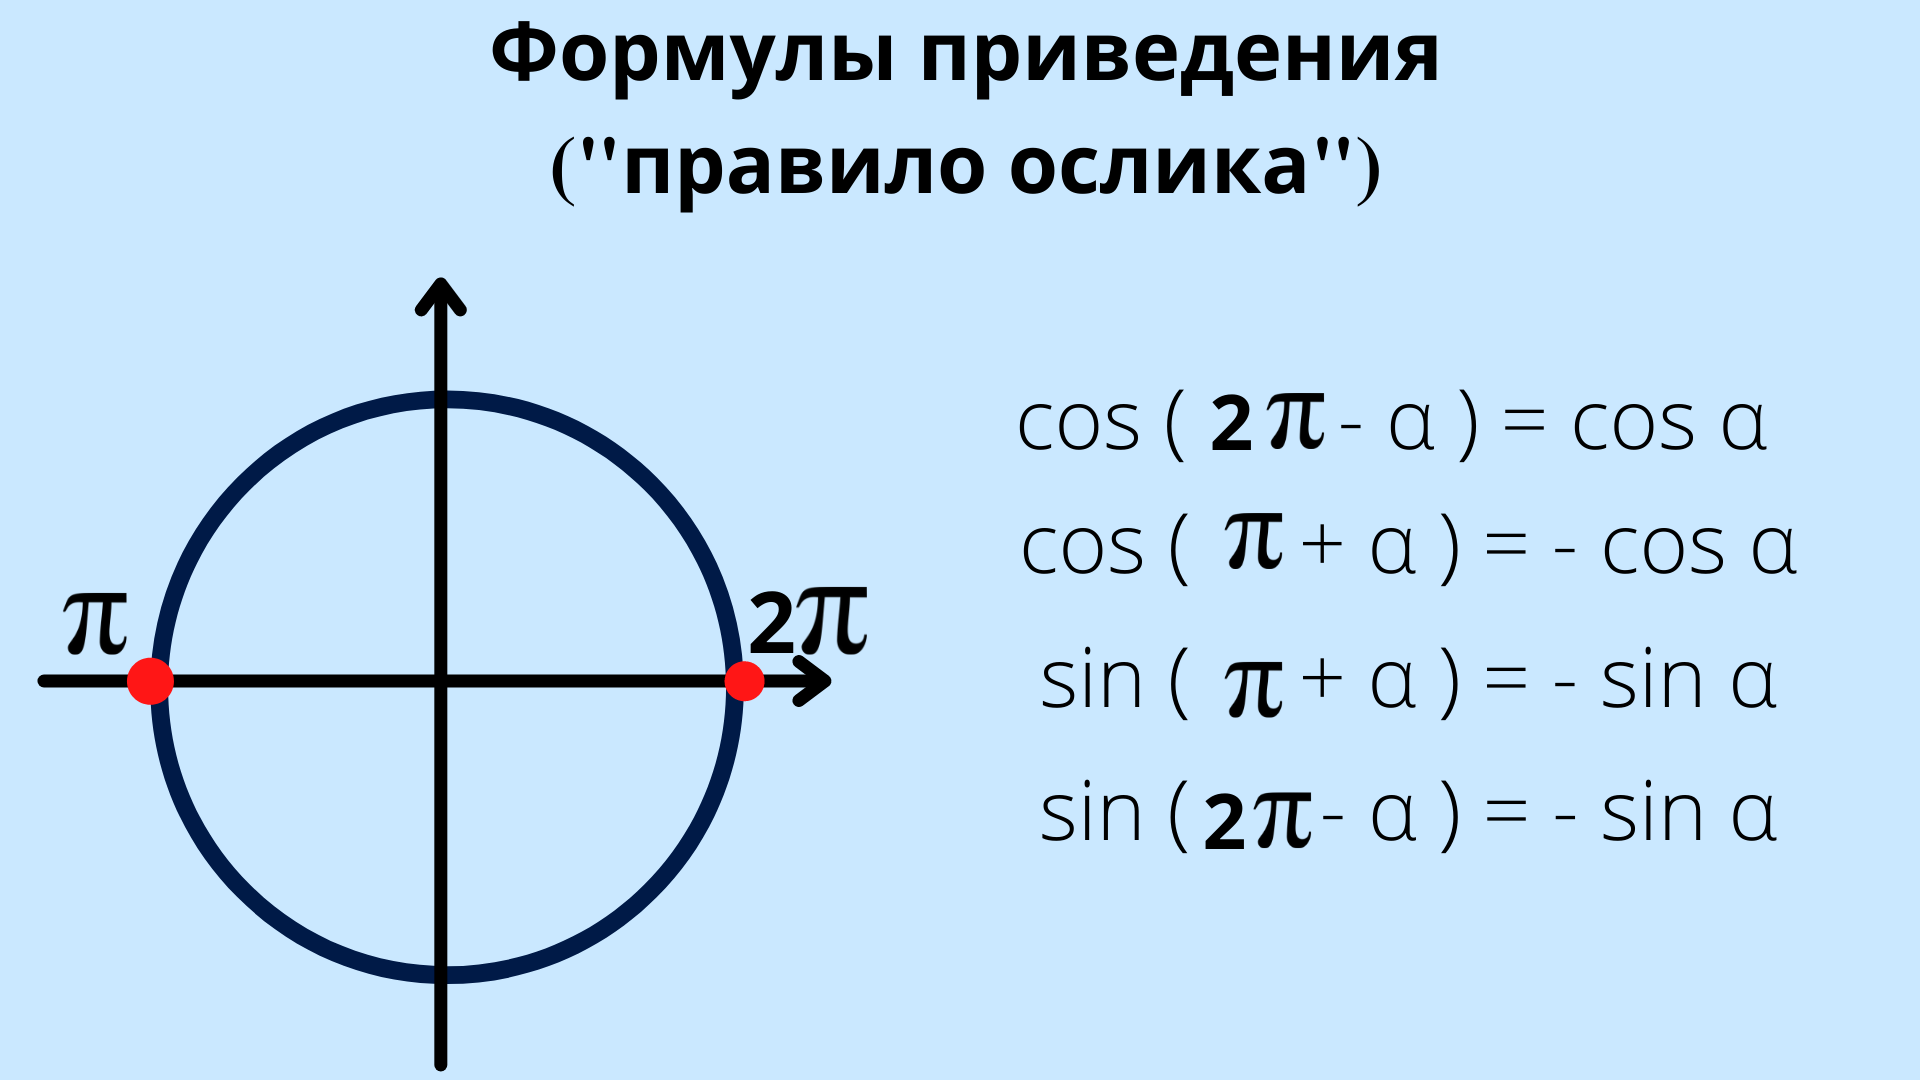 Формулы приведения
(''правило ослика'')
π
2π
cos ( 2π - α ) = cos α
cos ( π + α ) = - cos α
sin ( π + α ) = - sin α
sin ( 2π - α ) = - sin α